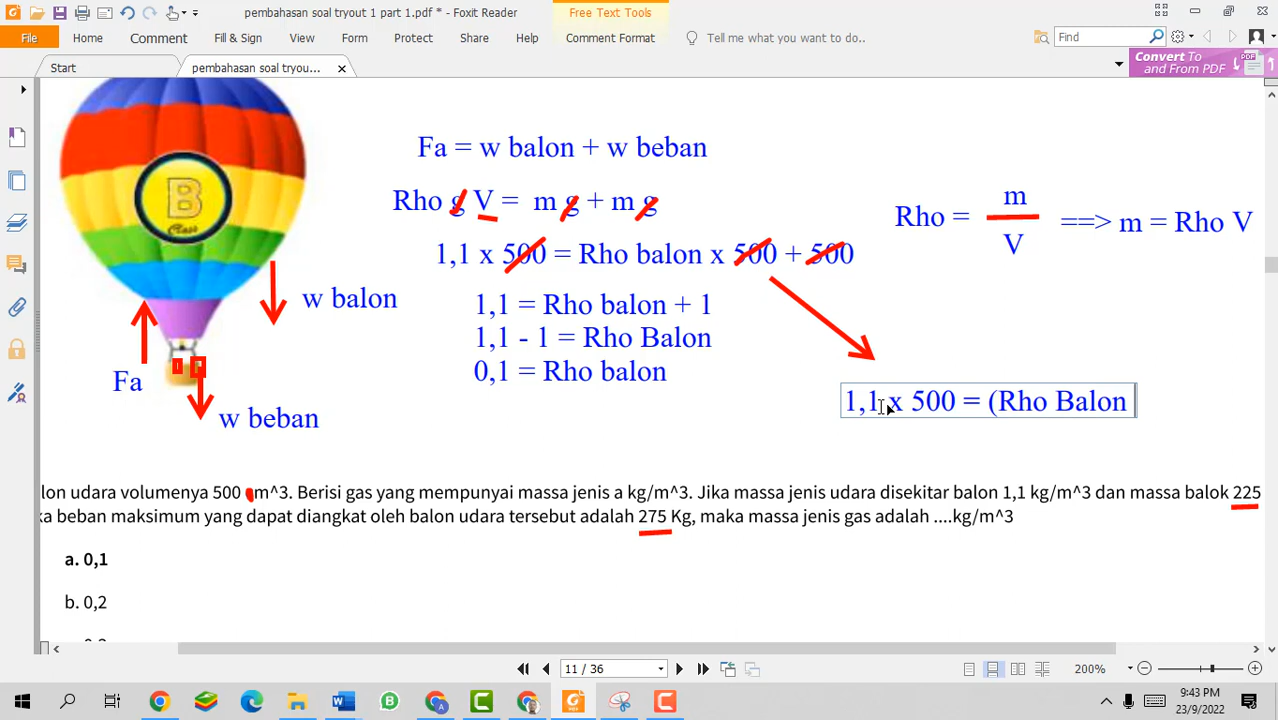 pembahasan soal tryout 1 part 1.pdf * - Foxit Reader
Free Text Tools
File Home Comment Fill & Sign View Form Protect Share Help Comment Format Tell me what you want to do.. Find
Start pembahasan soal tryou...
Convert To
and From PDF
B
Class
Fa = w balon + w beban
Rho g V = m g + m g
1,1 x 500 = Rho balon x 500 + 500
1,1 = Rho balon + 1
1,1 - 1 = Rho Balon
0,1 = Rho balon
Rho = m
V
==> m = Rho V
w balon
Fa
w beban
1,1 x 500 = (Rho Balon
lon udara volumenya 500 m^3. Berisi gas yang mempunyai massa jenis a kg/m^3. Jika massa jenis udara disekitar balon 1,1 kg/m^3 dan massa balok 225
ka beban maksimum yang dapat diangkat oleh balon udara tersebut adalah 275 Kg, maka massa jenis gas adalah ....kg/m^3
a. 0,1
b. 0,2
11 / 36
200%
9:43 PM
23/9/2022